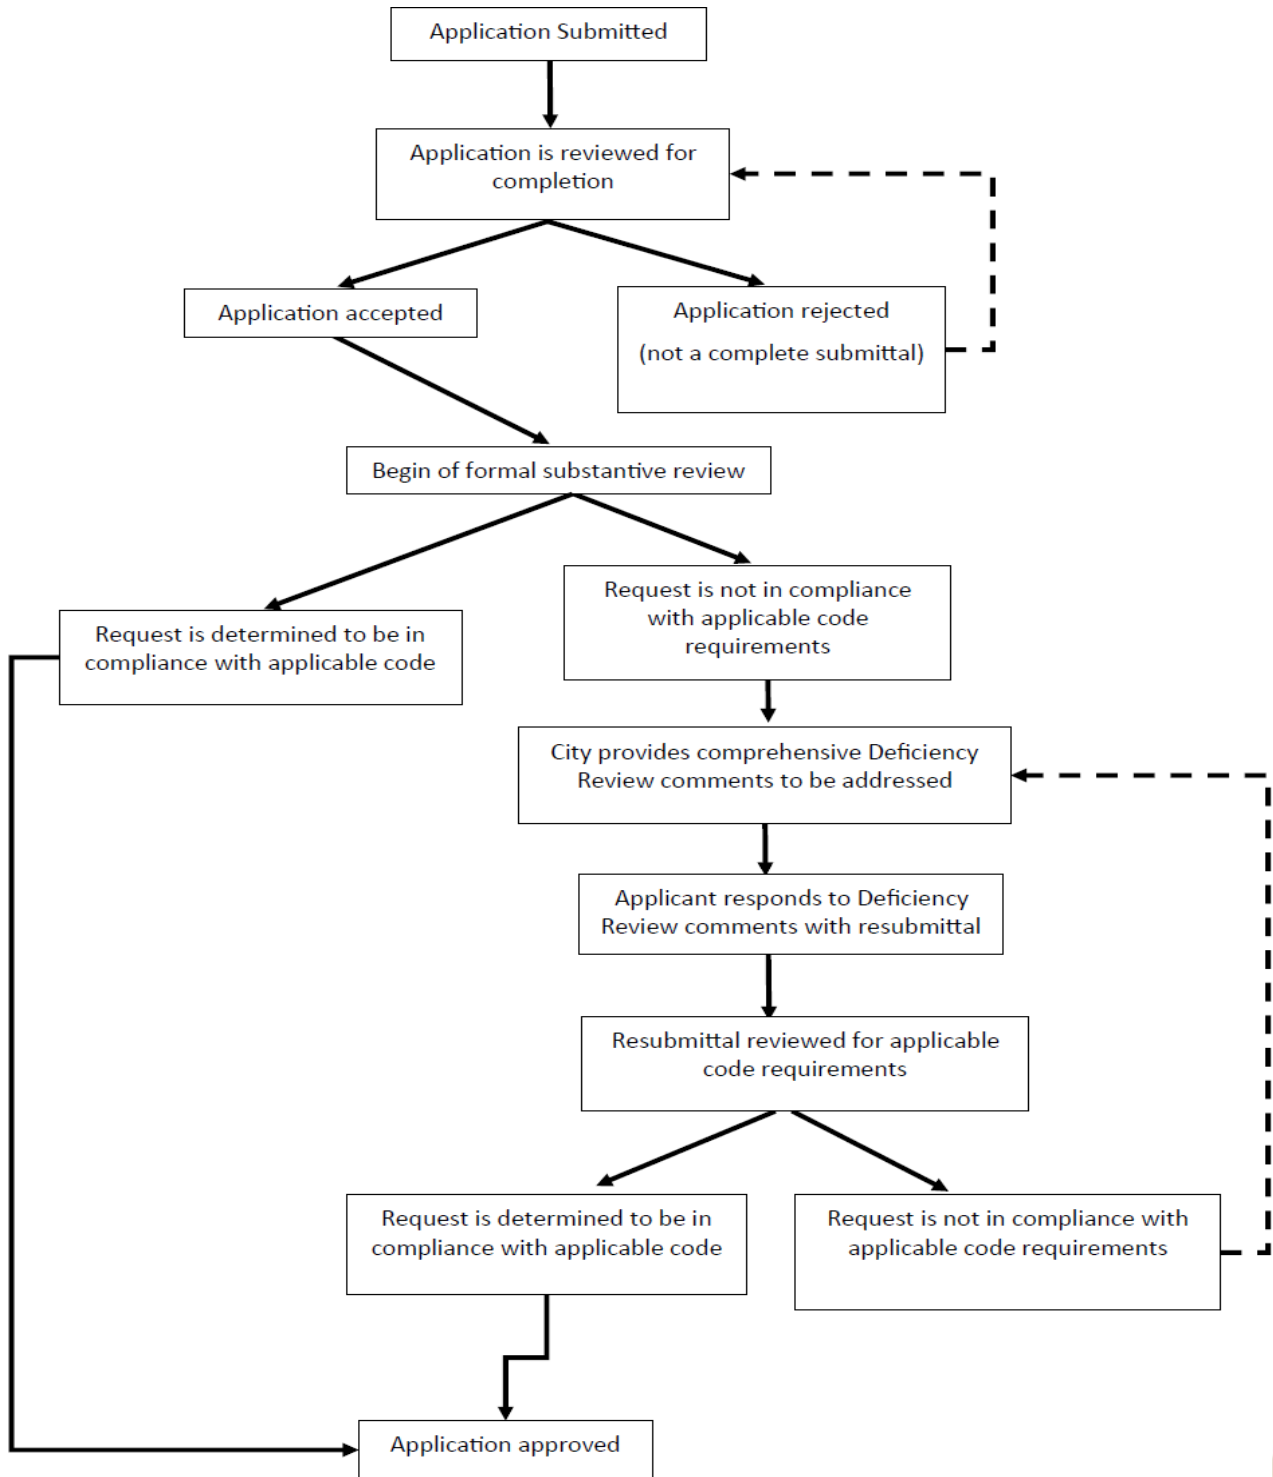 Application Submitted
Application is reviewed for
completion
Application accepted
Application rejected
(not a complete submittal)
Begin of formal substantive review
Request is not in compliance
with applicable code
requirements
Request is determined to be in
compliance with applicable code
City provides comprehensive Deficiency
Review comments to be addressed
Applicant responds to Deficiency
Review comments with resubmittal
Resubmittal reviewed for applicable
code requirements
Request is determined to be in
compliance with applicable code
Request is not in compliance with
applicable code requirements
Application approved